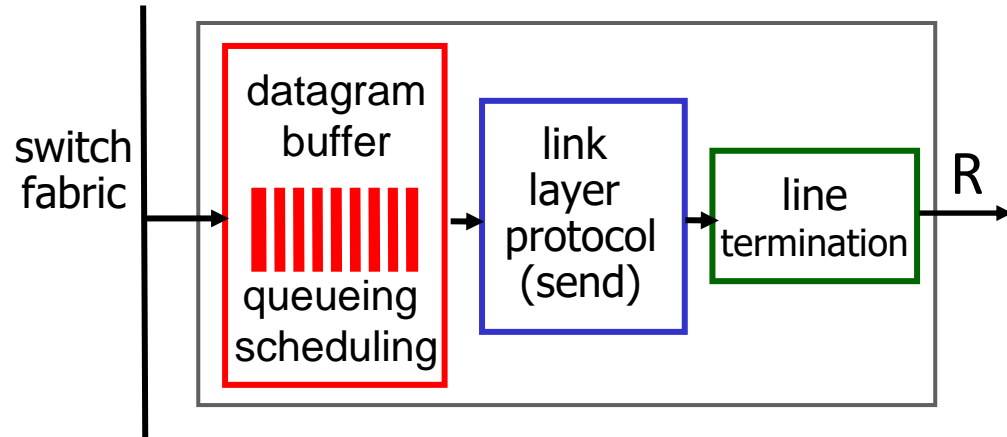 switch
fabric
datagram
buffer
queueing
scheduling
link
layer
protocol
(send)
line
termination
R